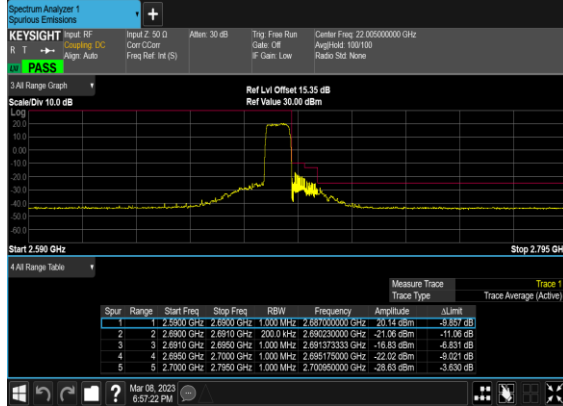 Spectrum Analyzer 1
Spurious Emissions
+
KEYSIGHT Input: RF Input Z: 50 Ω Atten: 30 dB Trig: Free Run Center Freq: 22.005000000 GHz
R T Coupling: DC Corr CCorr Gate: Off Avg|Hold: 100/100
Align: Auto Freq Ref: Int (S) IF Gain: Low Radio Std: None
PASS
3 All Range Graph
Ref Lvl Offset 15.35 dB
Scale/Div 10.0 dB Ref Value 30.00 dBm
Log
20.0
10.0
0.00
-10.0
-20.0
-30.0
-40.0
-50.0
-60.0
Start 2.590 GHz Stop 2.795 GH
4 All Range Table
Measure Trace Trace 1
Trace Type Trace Average (Active)
Spur Range Start Freq Stop Freq RBW Frequency Amplitude ΔLimit
1 1 2.5900 GHz 2.6900 GHz 1.000 MHz 2.687000000 GHz 20.14 dBm -9.857 dB
2 2 2.6900 GHz 2.6910 GHz 200.0 kHz 2.690230000 GHz -21.06 dBm -11.06 dB
3 3 2.6910 GHz 2.6950 GHz 1.000 MHz 2.691373333 GHz -16.83 dBm -6.831 dB
4 4 2.6950 GHz 2.7000 GHz 1.000 MHz 2.695175000 GHz -22.02 dBm -9.021 dB
5 5 2.7000 GHz 2.7950 GHz 1.000 MHz 2.700950000 GHz -28.63 dBm -3.630 dB
? Mar 08, 2023
6:57:22 PM